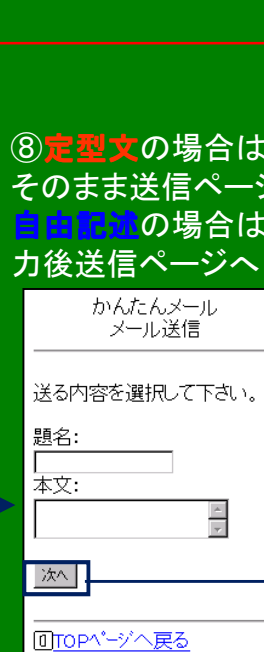 ⑧定型文の場合は
そのまま送信ペー
自由記述の場合は
力後送信ページへ
かんたんメール
メール送信
送る内容を選択して下さい。
題名:
本文:
次へ
0TOPページへ戻る